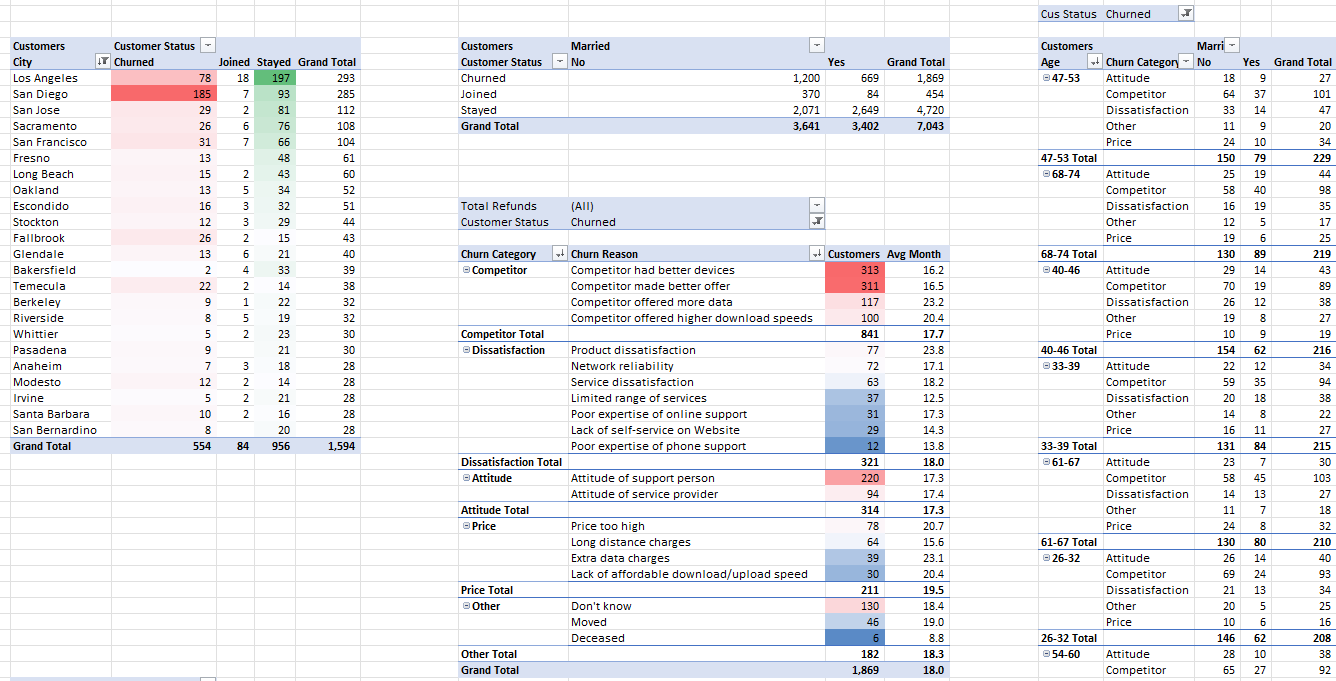 Cus Status Churned
Customers Customer Status
City Churned Joined Stayed Grand Total
Los Angeles 78 18 197 293
San Diego 185 7 93 285
San Jose 29 2 81 112
Sacramento 26 6 76 108
San Francisco 31 7 66 104
Fresno 13 48 61
Long Beach 15 2 43 60
Oakland 13 5 34 52
Escondido 16 3 32 51
Stockton 12 3 29 44
Fallbrook 26 2 15 43
Glendale 13 6 21 40
Bakersfield 2 4 33 39
Temecula 22 2 14 38
Berkeley 9 1 22 32
Riverside 8 5 19 32
Whittier 5 2 23 30
Pasadena 9 21 30
Anaheim 7 3 18 28
Modesto 12 2 14 28
Irvine 5 2 21 28
Santa Barbara 10 2 16 28
San Bernardino 8 20 28
Grand Total 554 84 956 1,594
Customers Married
Customer Status No Yes Grand Total
Churned 1,200 669 1,869
Joined 370 84 454
Stayed 2,071 2,649 4,720
Grand Total 3,641 3,402 7,043
Total Refunds (All)
Customer Status Churned
Churn Category Churn Reason Customers Avg Month
Competitor Competitor had better devices 313 16.2
Competitor made better offer 311 16.5
Competitor offered more data 117 23.2
Competitor offered higher download speeds 100 20.4
Competitor Total 841 17.7
Dissatisfaction Product dissatisfaction 77 23.8
Network reliability 72 17.1
Service dissatisfaction 63 18.2
Limited range of services 37 12.5
Poor expertise of online support 31 17.3
Lack of self-service on Website 29 14.3
Poor expertise of phone support 12 13.8
Dissatisfaction Total 321 18.0
Attitude Attitude of support person 220 17.3
Attitude of service provider 94 17.4
Attitude Total 314 17.3
Price Price too high 78 20.7
Long distance charges 64 15.6
Extra data charges 39 23.1
Lack of affordable download/upload speed 30 20.4
Price Total 211 19.5
Other Don't know 130 18.4
Moved 46 19.0
Deceased 6 8.8
Other Total 182 18.3
Grand Total 1,869 18.0
Customers Marri
Age Churn Category No Yes Grand Total
47-53 Attitude 18 9 27
Competitor 64 37 101
Dissatisfaction 33 14 47
Other 11 9 20
Price 24 10 34
47-53 Total 150 79 229
68-74 Attitude 25 19 44
Competitor 58 40 98
Dissatisfaction 16 19 35
Other 12 5 17
Price 19 6 25
68-74 Total 130 89 219
40-46 Attitude 29 14 43
Competitor 70 19 89
Dissatisfaction 26 12 38
Other 19 8 27
Price 10 9 19
40-46 Total 154 62 216
33-39 Attitude 22 12 34
Competitor 59 35 94
Dissatisfaction 20 18 38
Other 14 8 22
Price 16 11 27
33-39 Total 131 84 215
61-67 Attitude 23 7 30
Competitor 58 45 103
Dissatisfaction 14 13 27
Other 11 7 18
Price 24 8 32
61-67 Total 130 80 210
26-32 Attitude 26 14 40
Competitor 69 24 93
Dissatisfaction 21 13 34
Other 20 5 25
Price 10 6 16
26-32 Total 146 62 208
54-60 Attitude 28 10 38
Competitor 65 27 92